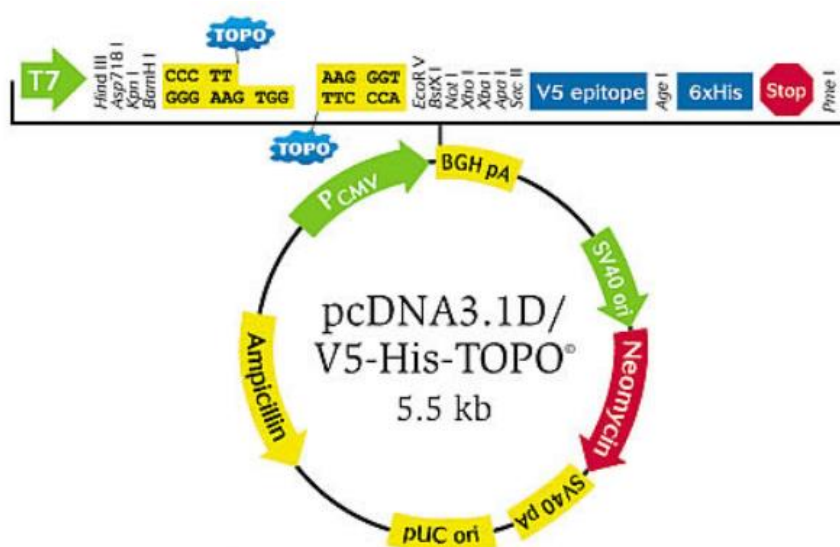 TOPO
T7
Hind III
Asp718 I
Kpn I
BamH I
CCC TT
GGG AAG TGG
AAG GGT
TTC CCA
EcoR V
BstX I
Not I
Xho I
Xba I
Apa I
Sac II
V5 epitope
Age I
6xHis
Stop
Pme I
TOPO
PCMV
BGH pA
SV40 ori
Neomycin
SV40 pA
pUC ori
Ampicillin
pcDNA3.1D/
V5-His-TOPO©
5.5 kb